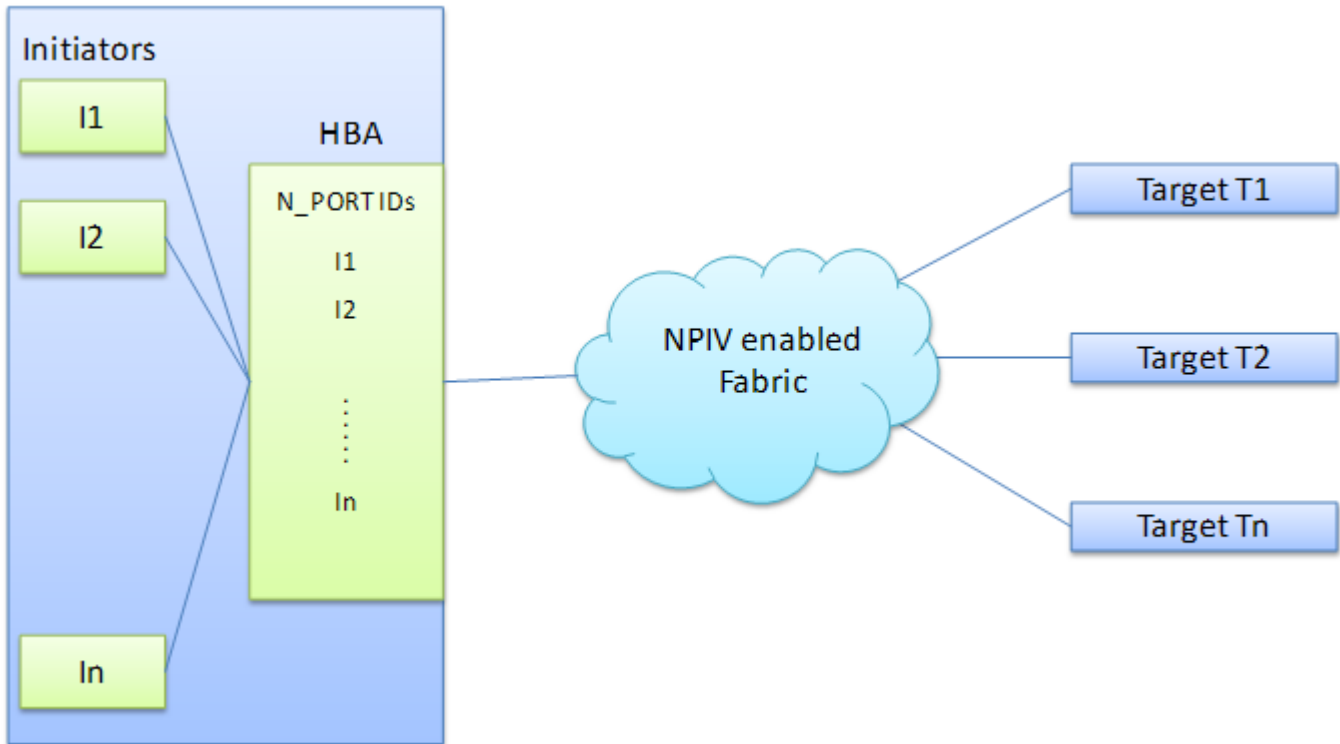 Initiators
I1
I2
In
HBA
N_PORT IDs
I1
I2
......
In
NPIV enabled
Fabric
Target T1
Target T2
Target Tn